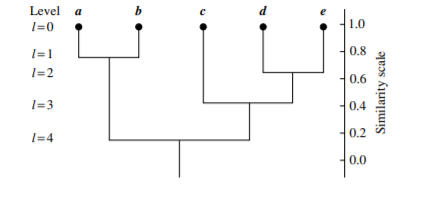 Level a b c d e
l=0
l=1
l=2
l=3
l=4
1.0
0.8
0.6
0.4
0.2
0.0
Similarity scale